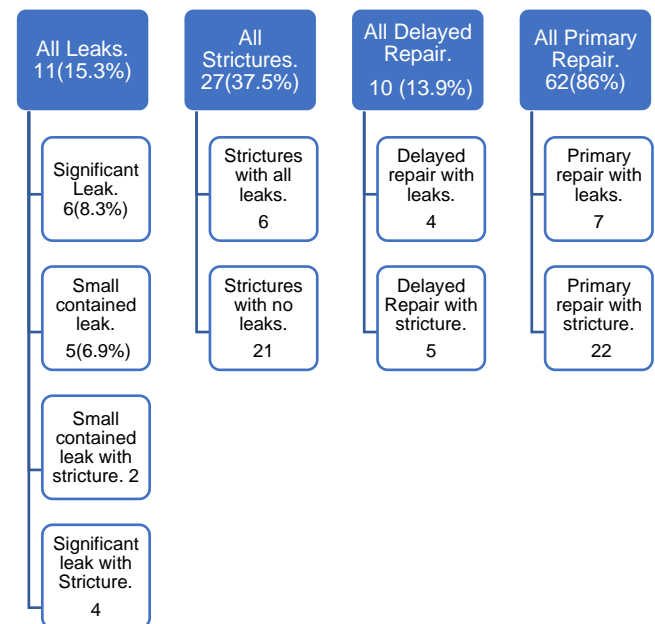 All Leaks.
11(15.3%)
Significant
Leak.
6(8.3%)
Small
contained
leak.
5(6.9%)
Small
contained
leak with
stricture. 2
Significant
leak with
Stricture.
4
All
Strictures.
27(37.5%)
Strictures
with all
leaks.
6
Strictures
with no
leaks.
21
All Delayed
Repair.
10 (13.9%)
Delayed
repair with
leaks.
4
Delayed
Repair with
stricture.
5
All Primary
Repair.
62(86%)
Primary
repair with
leaks.
7
Primary
repair with
stricture.
22